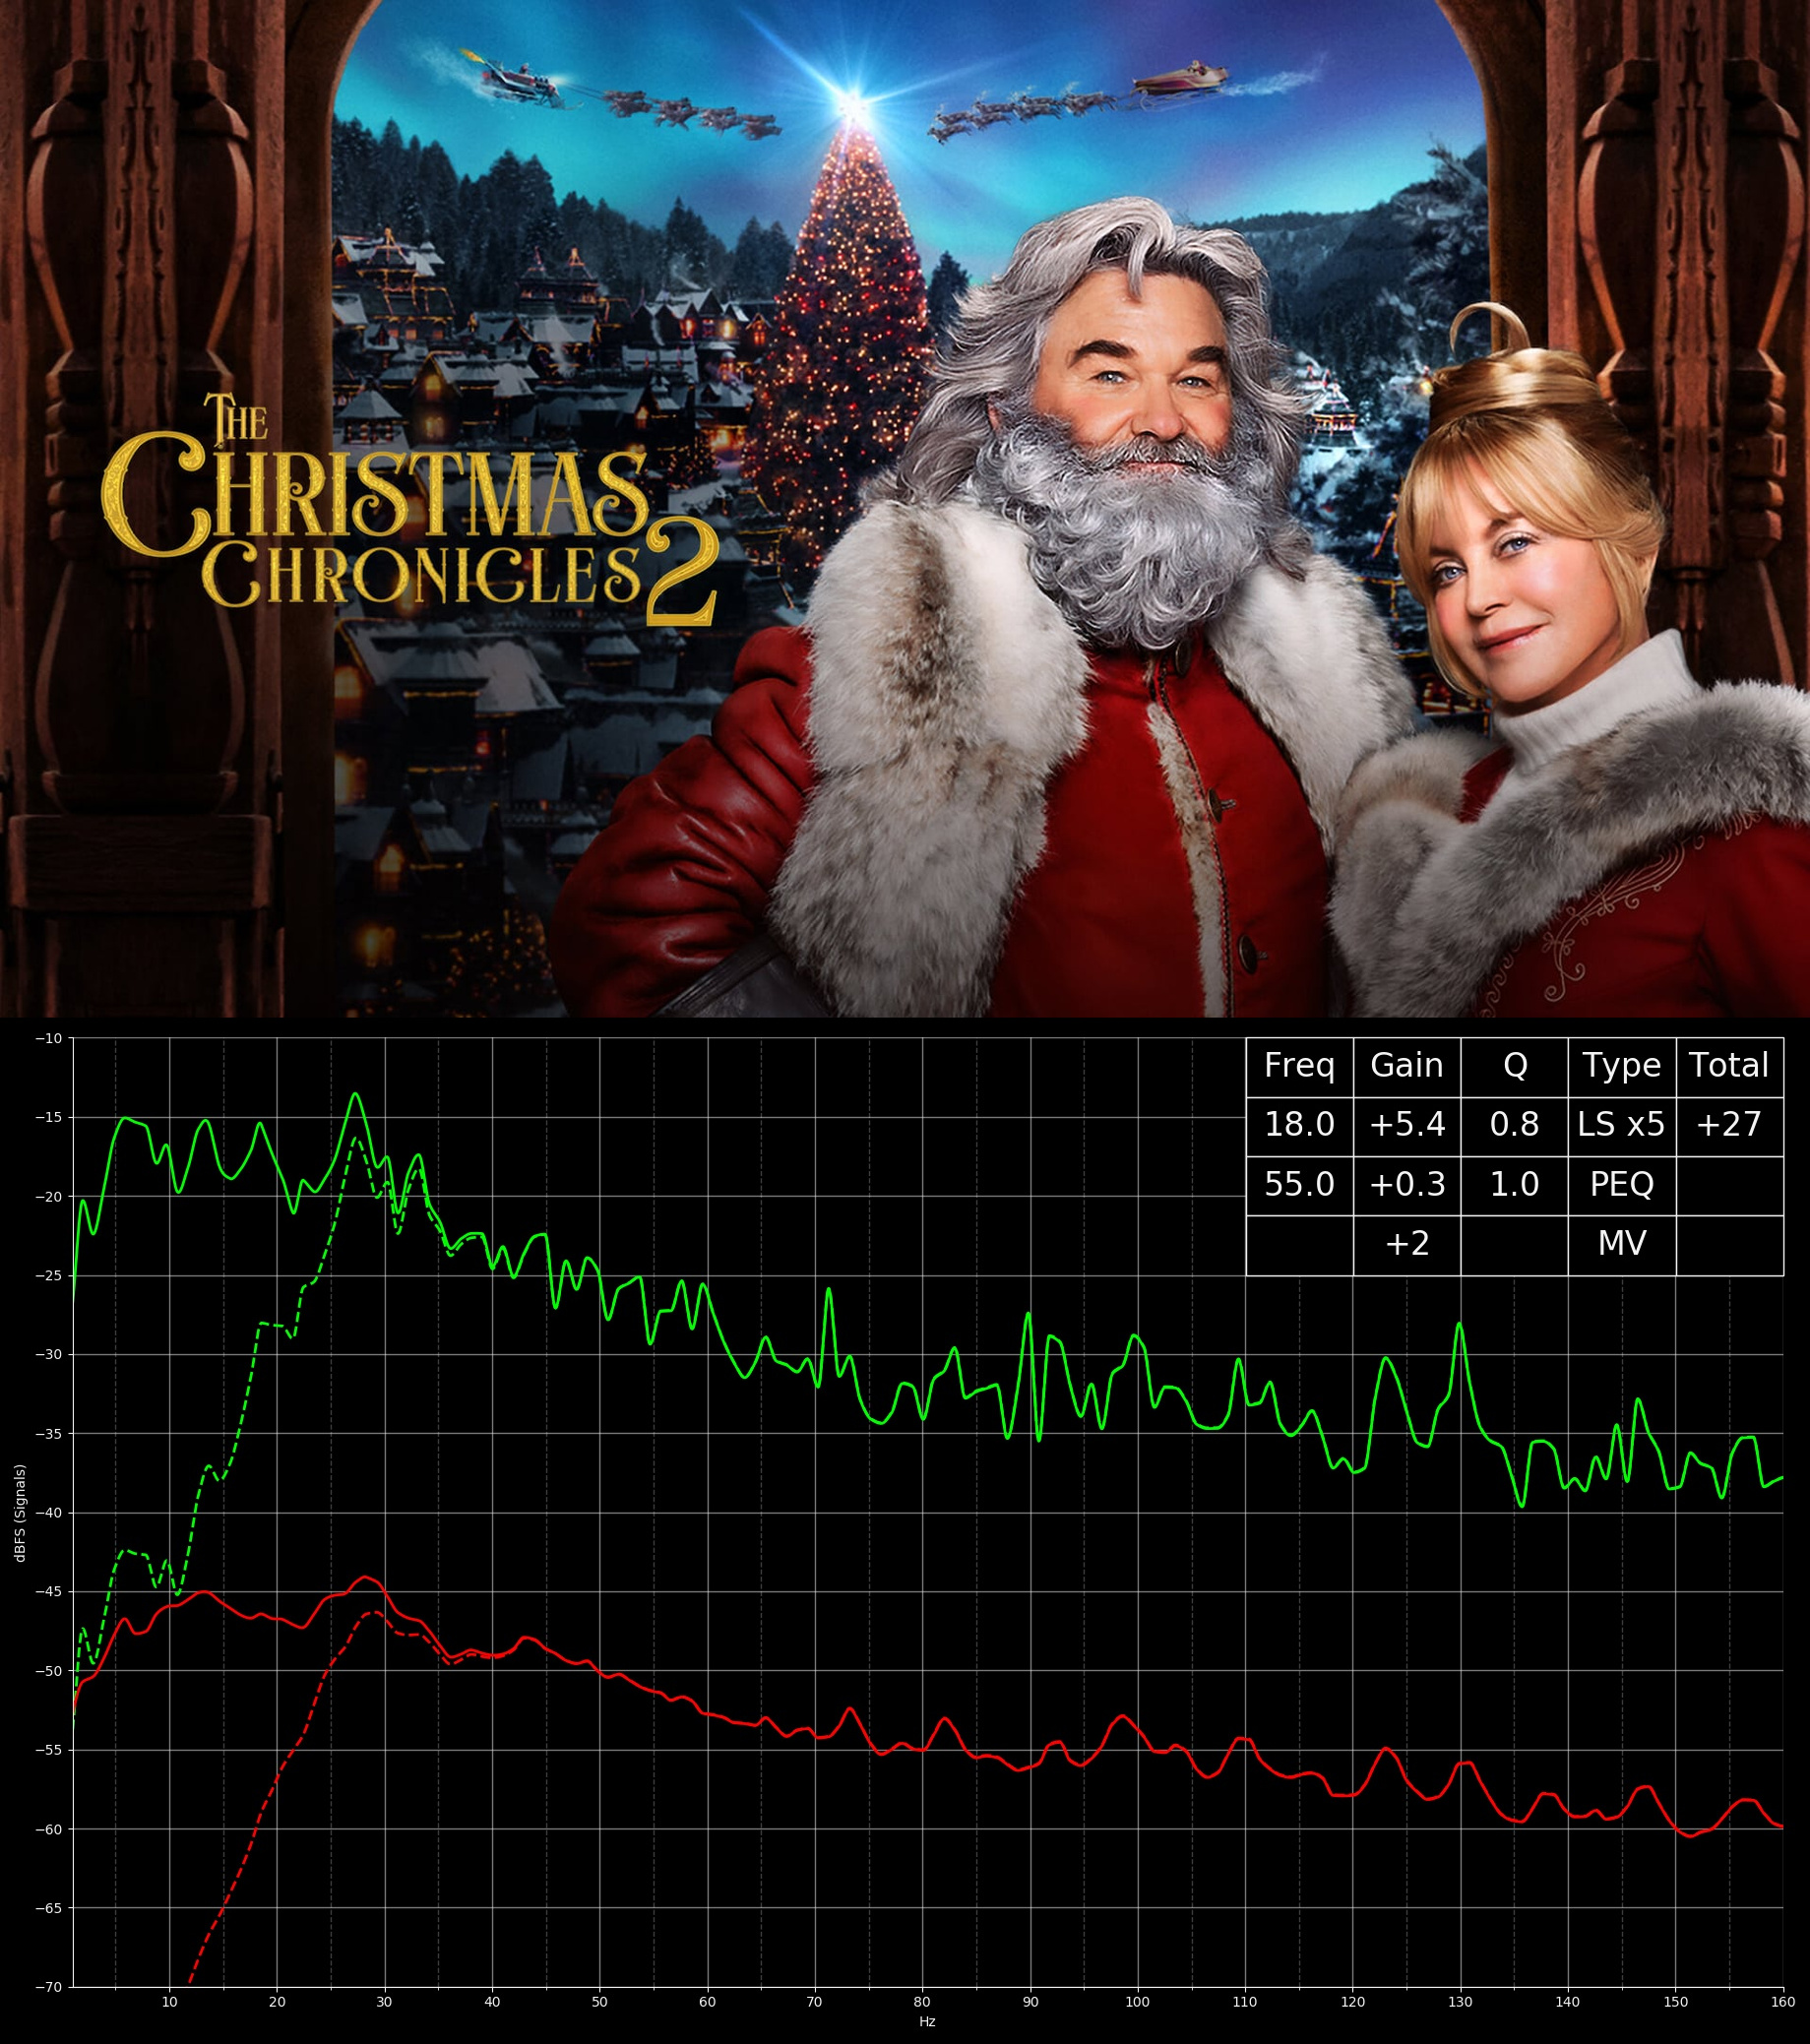 THE
CHRISTMAS
CHRONICLES 2
Freq Gain Q Type Total
18.0 +5.4 0.8 LS x5 +27
55.0 +0.3 1.0 PEQ
+2 MV
−10
−15
−20
−25
−30
−35
−40
−45
−50
−55
−60
−65
−70
dBFS (Signals)
10 20 30 40 50 60 70 80 90 100 110 120 130 140 150 160
Hz